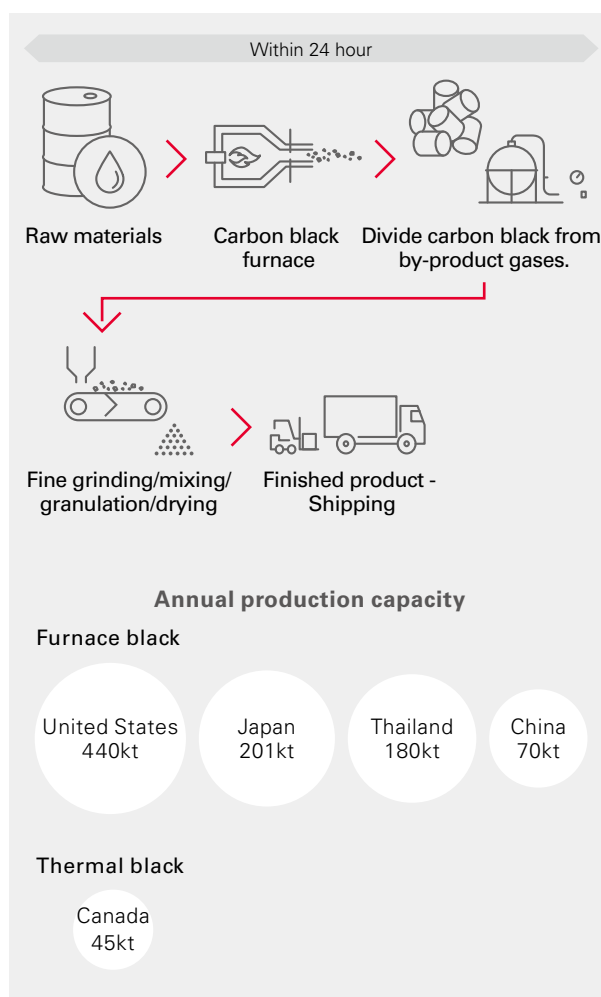 Within 24 hour
Raw materials
Carbon black
furnace
Divide carbon black from
by-product gases.
Fine grinding/mixing/
granulation/drying
Finished product -
Shipping
Annual production capacity
Furnace black
United States
440kt
Japan
201kt
Thailand
180kt
China
70kt
Thermal black
Canada
45kt